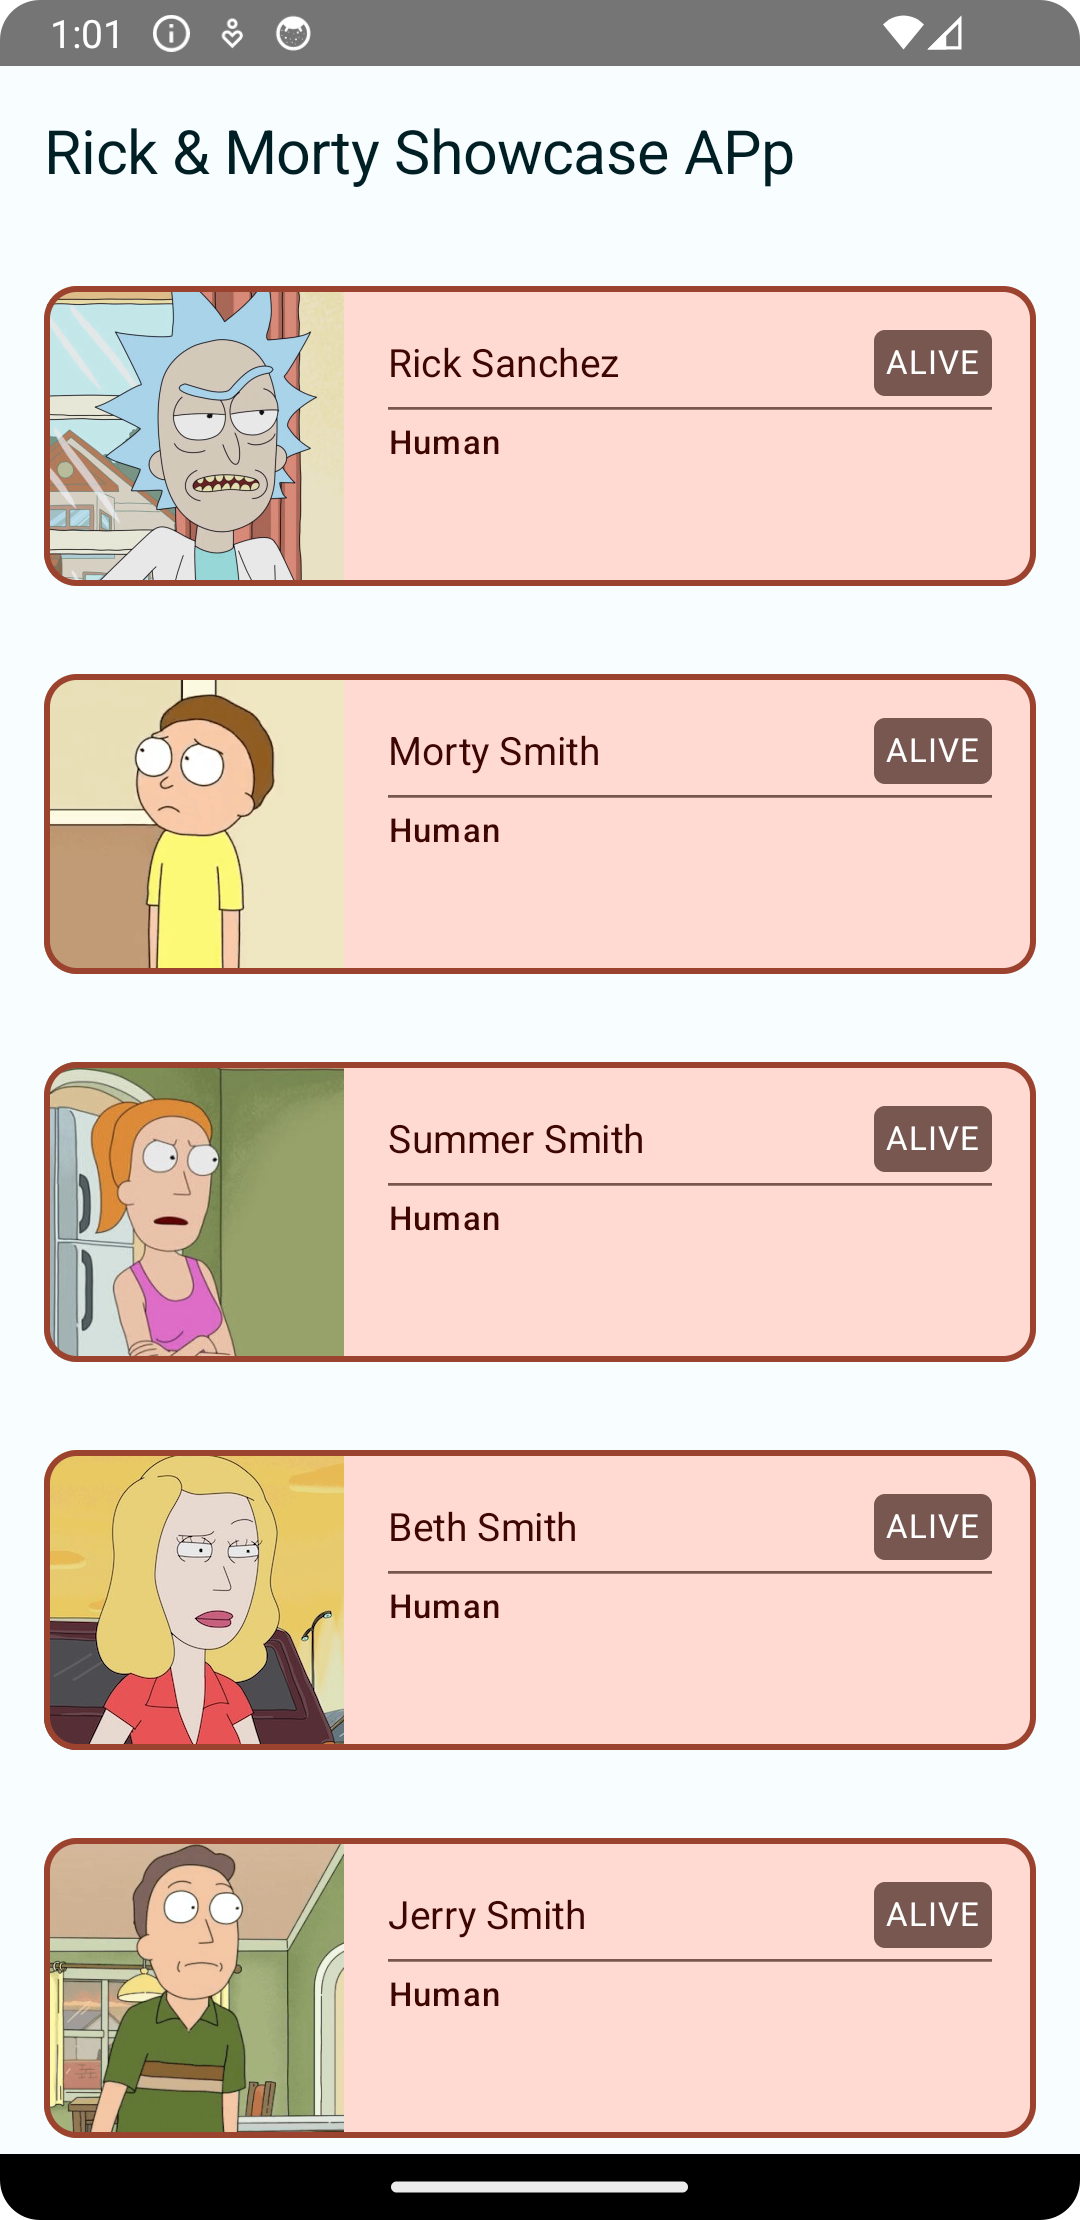 1:01
Rick & Morty Showcase APp
Rick Sanchez ALIVE
Human
Morty Smith ALIVE
Human
Summer Smith ALIVE
Human
Beth Smith ALIVE
Human
Jerry Smith ALIVE
Human